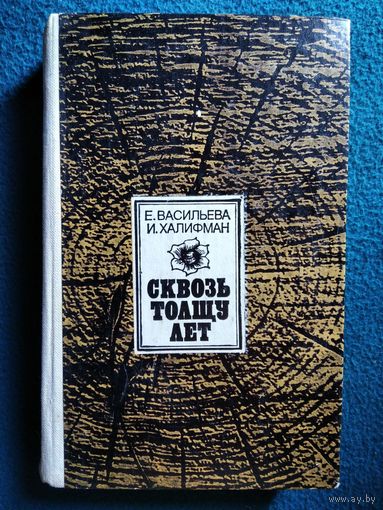 Е. ВАСИЛЬЕВА
И. ХАЛИФМАН
СКВОЗЬ
ТОЛЩУ
ЛЕТ
www.ay.by